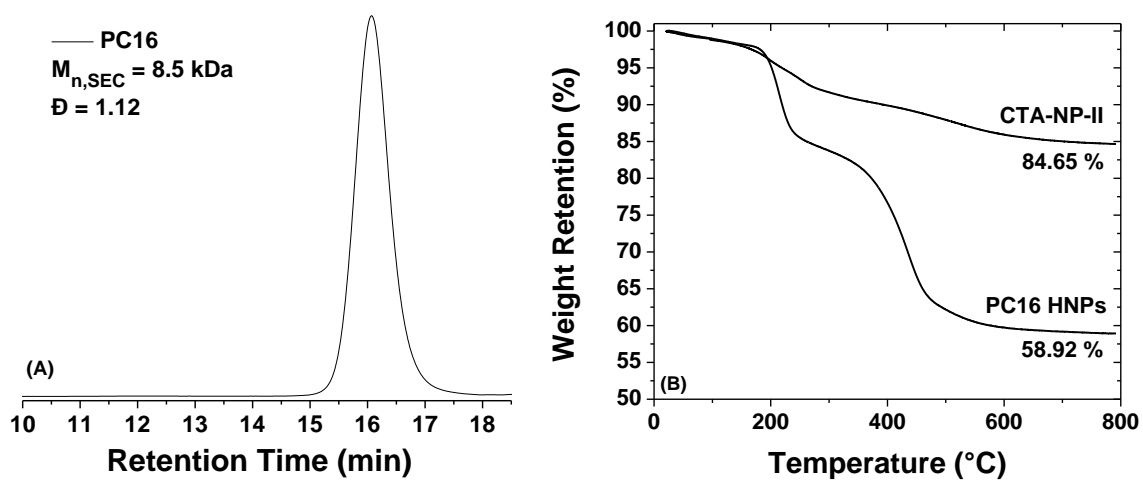 PC16
Mn,SEC = 8.5 kDa
Đ = 1.12
(A)
10 11 12 13 14 15 16 17 18
Retention Time (min)
100
95
90
85
80
75
70
65
60
55
50
Weight Retention (%)
CTA-NP-II
84.65 %
PC16 HNPs
58.92 %
(B)
0 200 400 600 800
Temperature (°C)